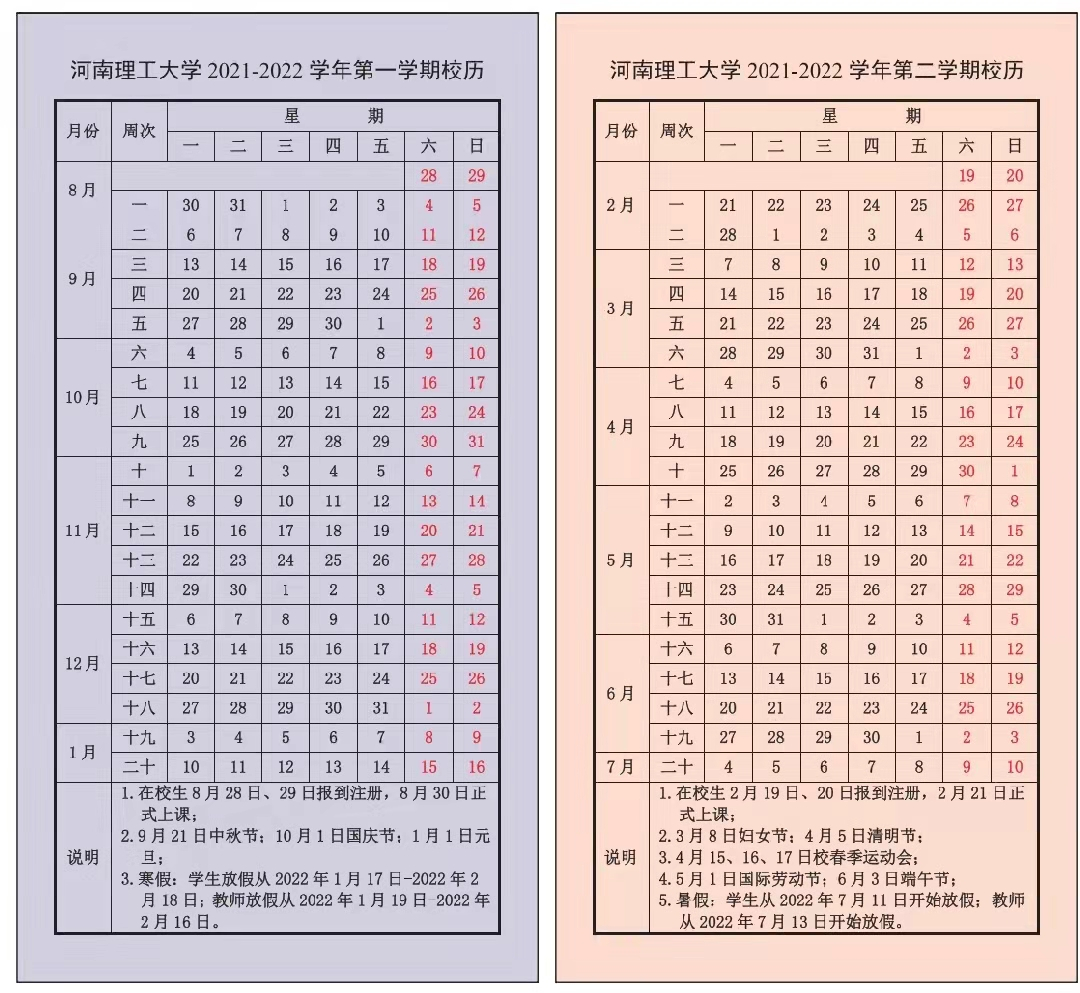 河南理工大学 2021-2022 学年第一学期校历
月份 周次 星 期
一 二 三 四 五 六 日
8 月 28 29
一 30 31 1 2 3 4 5
二 6 7 8 9 10 11 12
9 月 三 13 14 15 16 17 18 19
四 20 21 22 23 24 25 26
五 27 28 29 30 1 2 3
10 月 六 4 5 6 7 8 9 10
七 11 12 13 14 15 16 17
八 18 19 20 21 22 23 24
九 25 26 27 28 29 30 31
11 月 十 1 2 3 4 5 6 7
十一 8 9 10 11 12 13 14
十二 15 16 17 18 19 20 21
十三 22 23 24 25 26 27 28
十四 29 30 1 2 3 4 5
12 月 十五 6 7 8 9 10 11 12
十六 13 14 15 16 17 18 19
十七 20 21 22 23 24 25 26
十八 27 28 29 30 31 1 2
1 月 十九 3 4 5 6 7 8 9
二十 10 11 12 13 14 15 16
说明
1. 在校生 8 月 28 日、29 日报到注册，8 月 30 日正
式上课；
2. 9 月 21 日中秋节；10 月 1 日国庆节；1 月 1 日元
旦；
3. 寒假：学生放假从 2022 年 1 月 17 日-2022 年 2
月 18 日；教师放假从 2022 年 1 月 19 日-2022 年
2 月 16 日。
河南理工大学 2021-2022 学年第二学期校历
月份 周次 星 期
一 二 三 四 五 六 日
2 月 19 20
一 21 22 23 24 25 26 27
二 28 1 2 3 4 5 6
3 月 三 7 8 9 10 11 12 13
四 14 15 16 17 18 19 20
五 21 22 23 24 25 26 27
六 28 29 30 31 1 2 3
4 月 七 4 5 6 7 8 9 10
八 11 12 13 14 15 16 17
九 18 19 20 21 22 23 24
十 25 26 27 28 29 30 1
5 月 十一 2 3 4 5 6 7 8
十二 9 10 11 12 13 14 15
十三 16 17 18 19 20 21 22
十四 23 24 25 26 27 28 29
十五 30 31 1 2 3 4 5
6 月 十六 6 7 8 9 10 11 12
十七 13 14 15 16 17 18 19
十八 20 21 22 23 24 25 26
十九 27 28 29 30 1 2 3
7 月 二十 4 5 6 7 8 9 10
说明
1. 在校生 2 月 19 日、20 日报到注册，2 月 21 日正
式上课；
2. 3 月 8 日妇女节；4 月 5 日清明节；
3. 4 月 15、16、17 日校春季运动会；
4. 5 月 1 日国际劳动节；6 月 3 日端午节；
5. 暑假：学生从 2022 年 7 月 11 日开始放假；教师
从 2022 年 7 月 13 日开始放假。